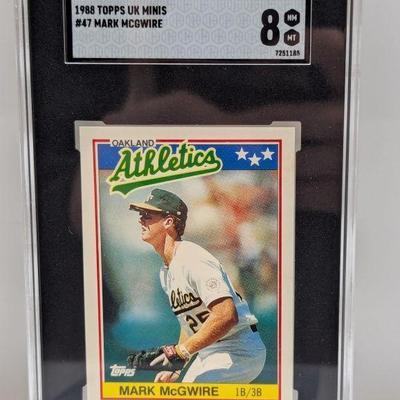 1988 TOPPS UK MINIS
#47 MARK MCGWIRE
8
NM
MT
7251185
OAKLAND
Athletics
thletics
25
TOPPS
MARK McGWIRE 1B/3B